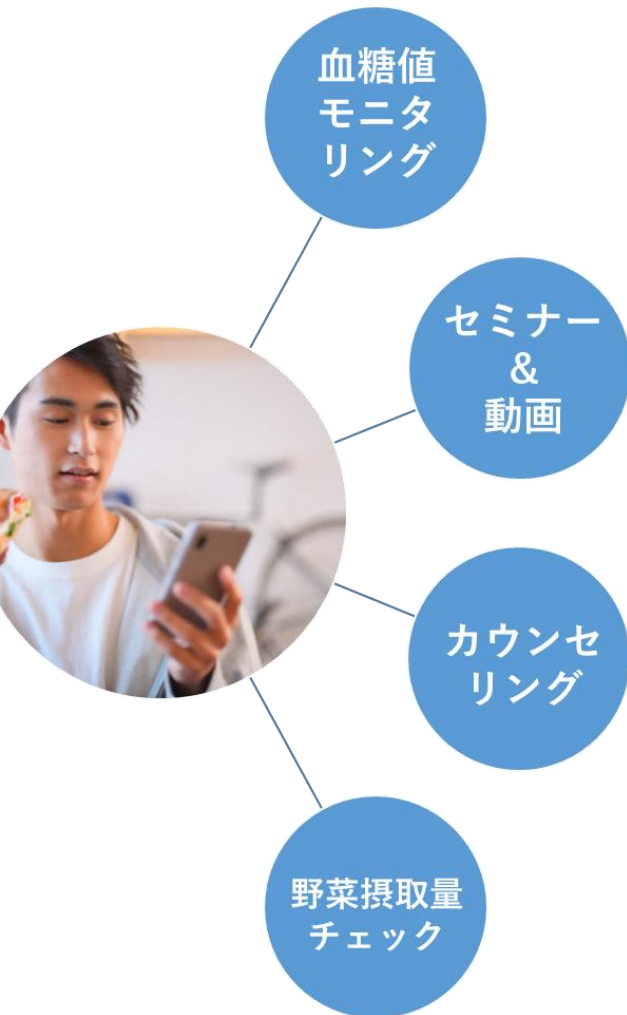 血糖値
モニタ
リング
セミナー
&
動画
カウンセ
リング
野菜摂取量
チェック